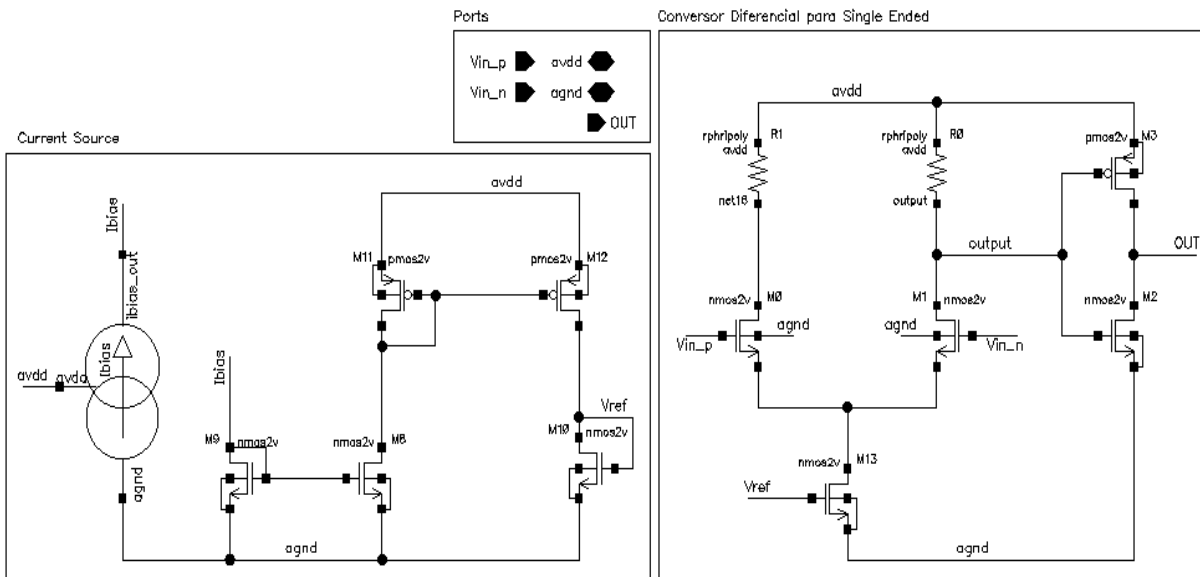 Ports
Vin_p avdd
Vin_n agnd
OUT
Current Source
Ibias
ibias_out
Ibias
avdd avdd
agnd
Ibias
M9 nmos2v
nmos2v M8
avdd
M11 pmos2v
pmos2v M12
Vref
M10 nmos2v
agnd
Conversor Diferencial para Single Ended
avdd
rphripoly R1
avdd
net16
rphripoly R0
avdd
output
pmos2v M3
output
OUT
nmos2v M0
agnd
Vin_p
M1 nmos2v
agnd
Vin_n
M2
nmos2v
nmos2v M13
Vref
agnd